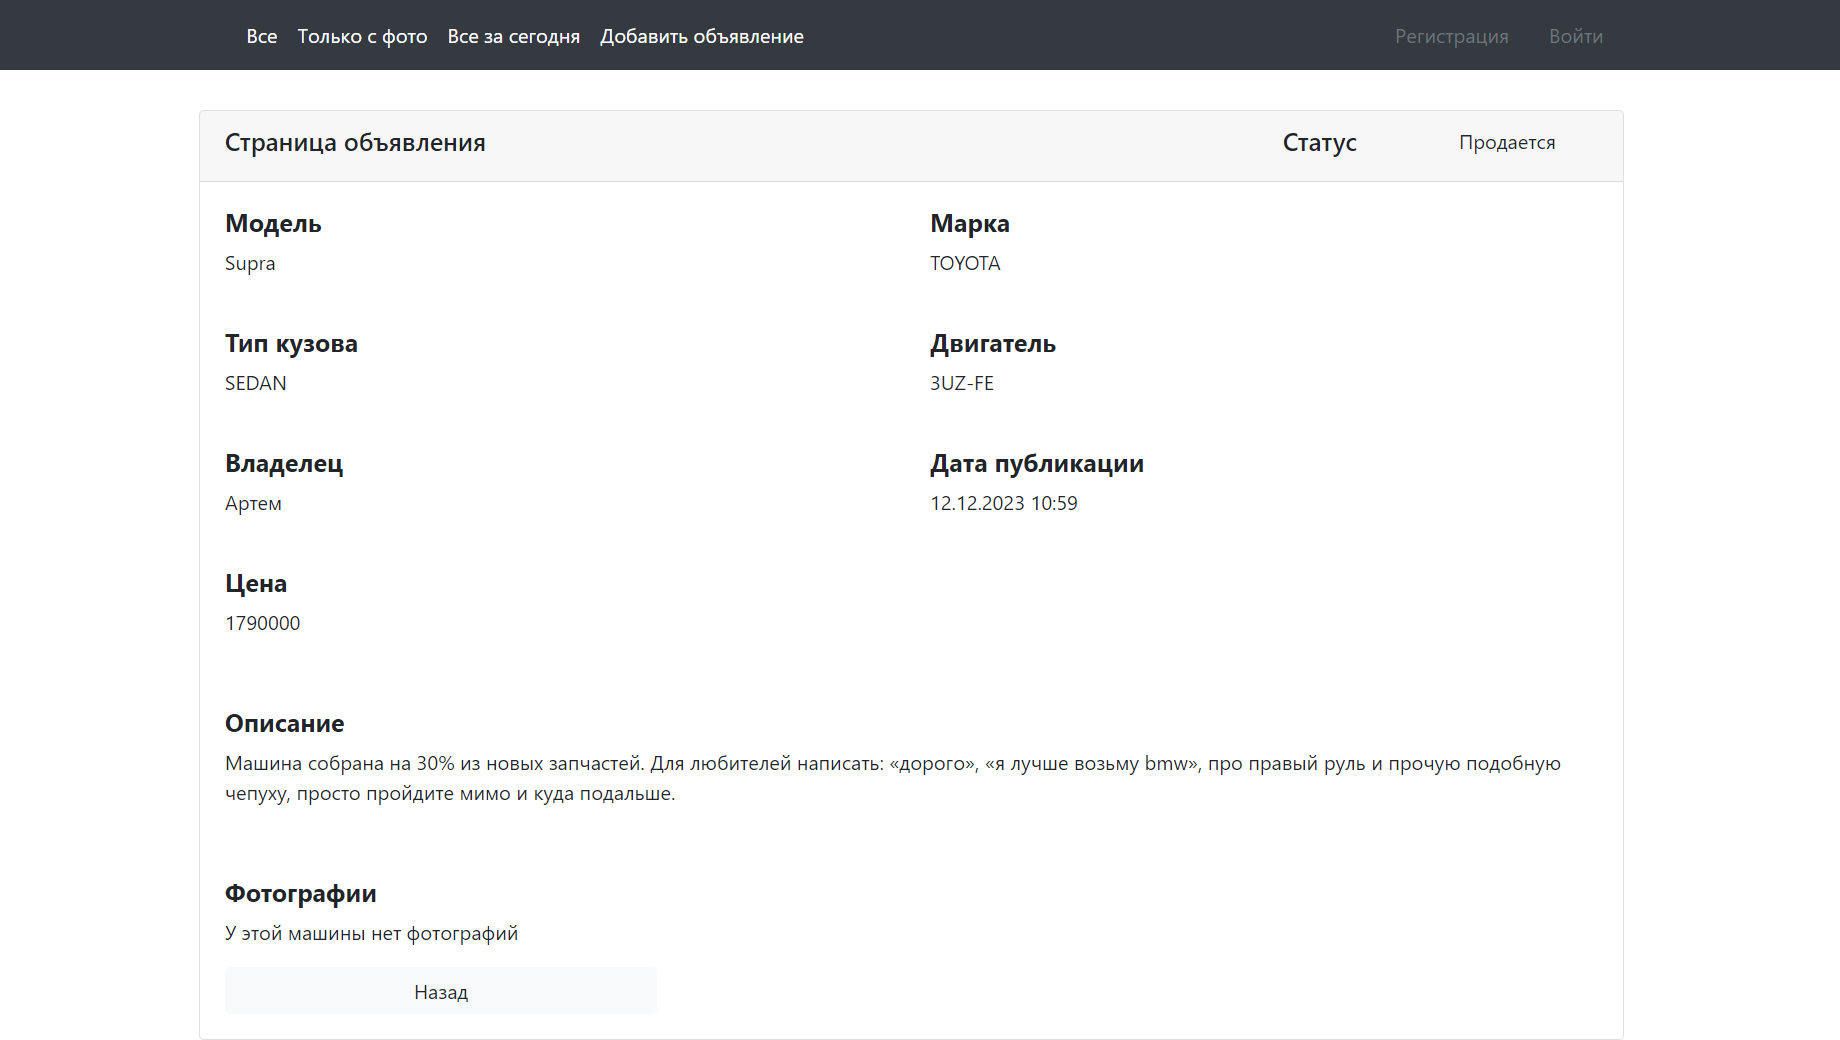 Все Только с фото Все за сегодня Добавить объявление Регистрация Войти
Страница объявления Статус Продается
Модель Марка
Supra TOYOTA
Тип кузова Двигатель
SEDAN 3UZ-FE
Владелец Дата публикации
Артем 12.12.2023 10:59
Цена
1790000
Описание
Машина собрана на 30% из новых запчастей. Для любителей написать: «дорого», «я лучше возьму bmw», про правый руль и прочую подобную
чепуху, просто пройдите мимо и куда подальше.
Фотографии
У этой машины нет фотографий
Назад